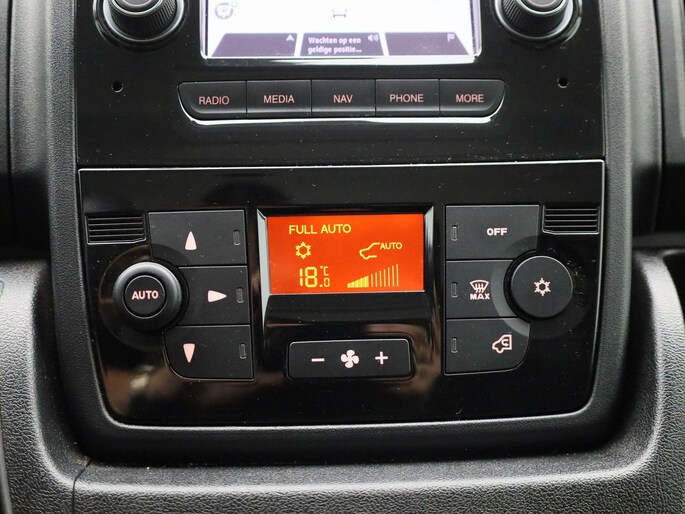 Wachten op een
geldige positie...
RADIO MEDIA NAV PHONE MORE
FULL AUTO
AUTO
18.0 °C
OFF
AUTO
MAX
− +